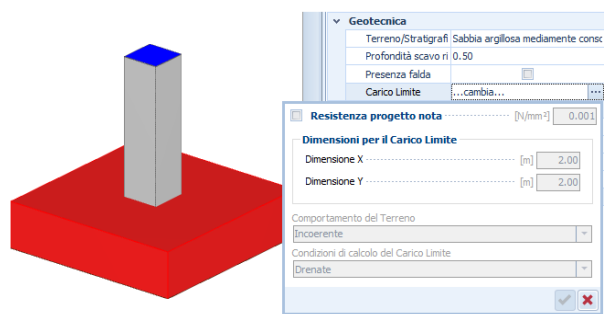 Geotecnica
Terreno/Stratigrafi Sabbia argillosa mediamente consc
Profondità scavo ri 0.50
Presenza falda
Carico Limite ...cambia... ...
Resistenza progetto nota [N/mm²] 0.001
Dimensioni per il Carico Limite
Dimensione X [m] 2.00
Dimensione Y [m] 2.00
Comportamento del Terreno
Incoerente
Condizioni di calcolo del Carico Limite
Drenate